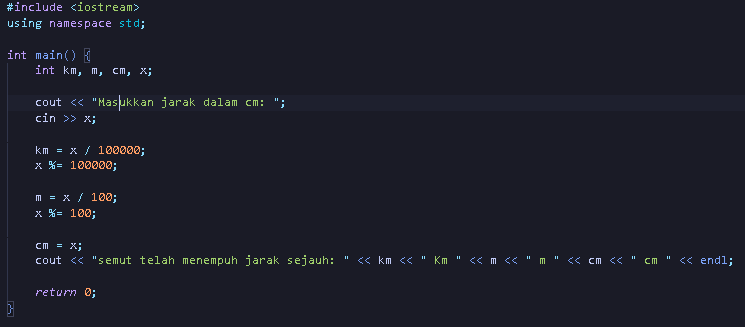 #include <iostream>
using namespace std;
int main() {
int km, m, cm, x;
cout << "Masukkan jarak dalam cm: ";
cin >> x;
km = x / 100000;
x %= 100000;
m = x / 100;
x %= 100;
cm = x;
cout << "semut telah menempuh jarak sejauh: " << km << " Km " << m << " m " << cm << " cm " << endl;
return 0;
}